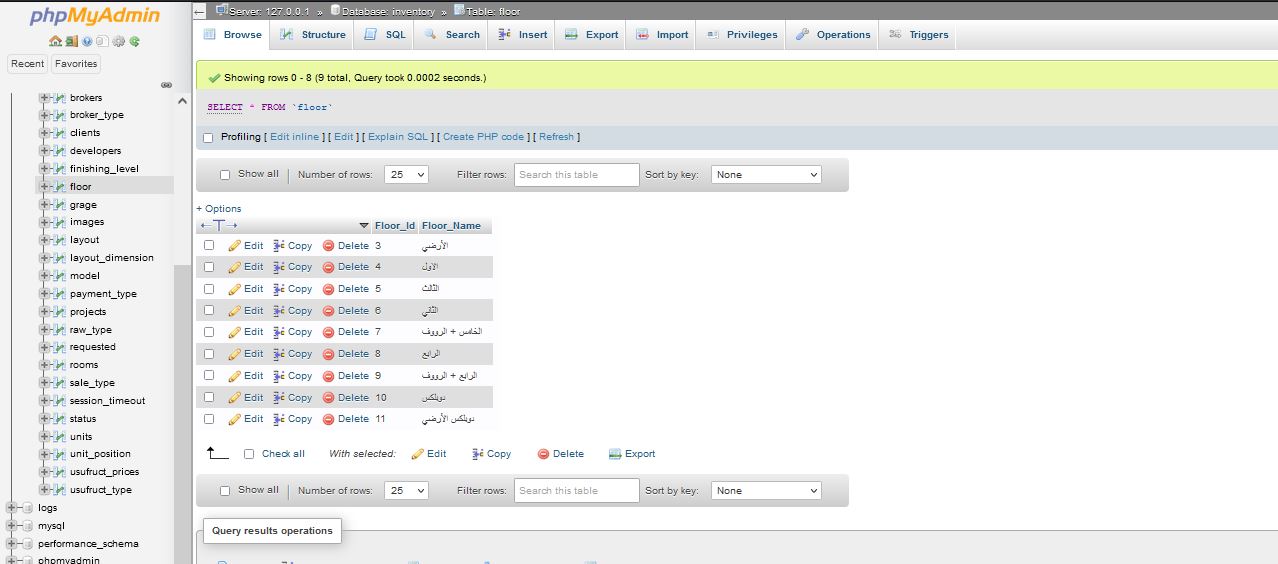 phpMyAdmin
Recent Favorites
brokers
broker_type
clients
developers
finishing_level
floor
grage
images
layout
layout_dimension
model
payment_type
projects
raw_type
requested
rooms
sale_type
session_timeout
status
units
unit_position
usufruct_prices
usufruct_type
logs
mysql
performance_schema
phpmyadmin
Server: 127.0.0.1 » Database: inventory » Table: floor
Browse Structure SQL Search Insert Export Import Privileges Operations Triggers
Showing rows 0 - 8 (9 total, Query took 0.0002 seconds.)
SELECT * FROM `floor`
Profiling [ Edit inline ] [ Edit ] [ Explain SQL ] [ Create PHP code ] [ Refresh ]
Show all Number of rows: 25 Filter rows: Search this table Sort by key: None
+ Options
←T→ Floor_Id Floor_Name
Edit Copy Delete 3 الأرضي
Edit Copy Delete 4 الاول
Edit Copy Delete 5 الثالث
Edit Copy Delete 6 الثاني
Edit Copy Delete 7 الخامس + الرووف
Edit Copy Delete 8 الرابع
Edit Copy Delete 9 الرابع + الرووف
Edit Copy Delete 10 دوبلكس
Edit Copy Delete 11 دوبلكس الأرضي
Check all With selected: Edit Copy Delete Export
Show all Number of rows: 25 Filter rows: Search this table Sort by key: None
Query results operations